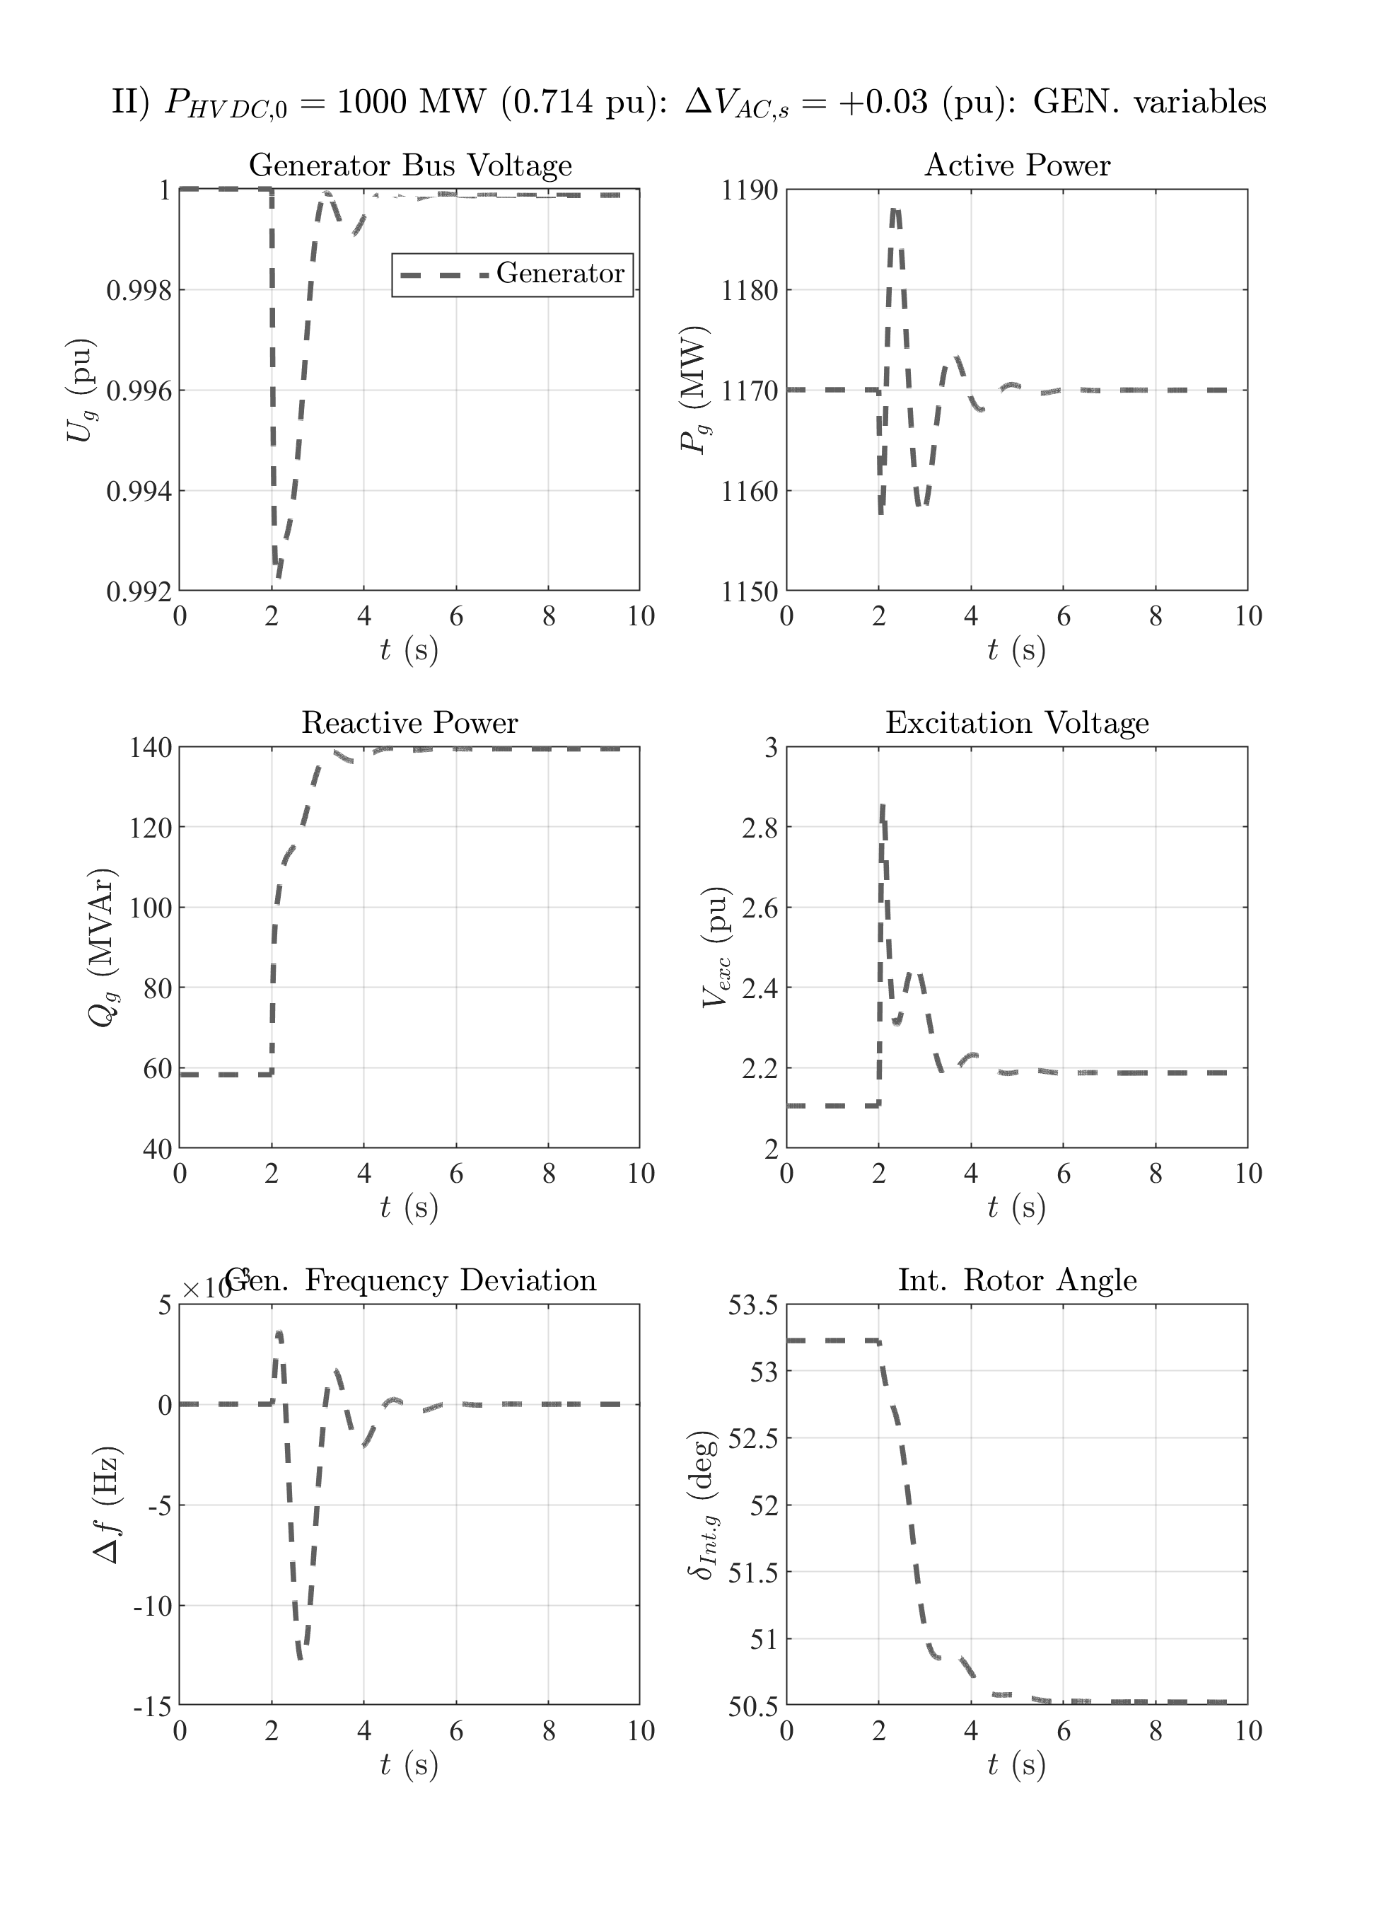 II) P_{HVDC,0} = 1000 MW (0.714 pu): ΔV_{AC,s} = +0.03 (pu): GEN. variables
Generator Bus Voltage
1
0.998
0.996
0.994
0.992
U_g (pu)
Generator
0 2 4 6 8 10
t (s)
Active Power
1190
1180
1170
1160
1150
P_g (MW)
0 2 4 6 8 10
t (s)
Reactive Power
140
120
100
80
60
40
Q_g (MVAr)
0 2 4 6 8 10
t (s)
Excitation Voltage
3
2.8
2.6
2.4
2.2
2
V_{exc} (pu)
0 2 4 6 8 10
t (s)
×10^{-3}
Gen. Frequency Deviation
5
0
-5
-10
-15
Δf (Hz)
0 2 4 6 8 10
t (s)
Int. Rotor Angle
53.5
53
52.5
52
51.5
51
50.5
δ_{Int.g} (deg)
0 2 4 6 8 10
t (s)